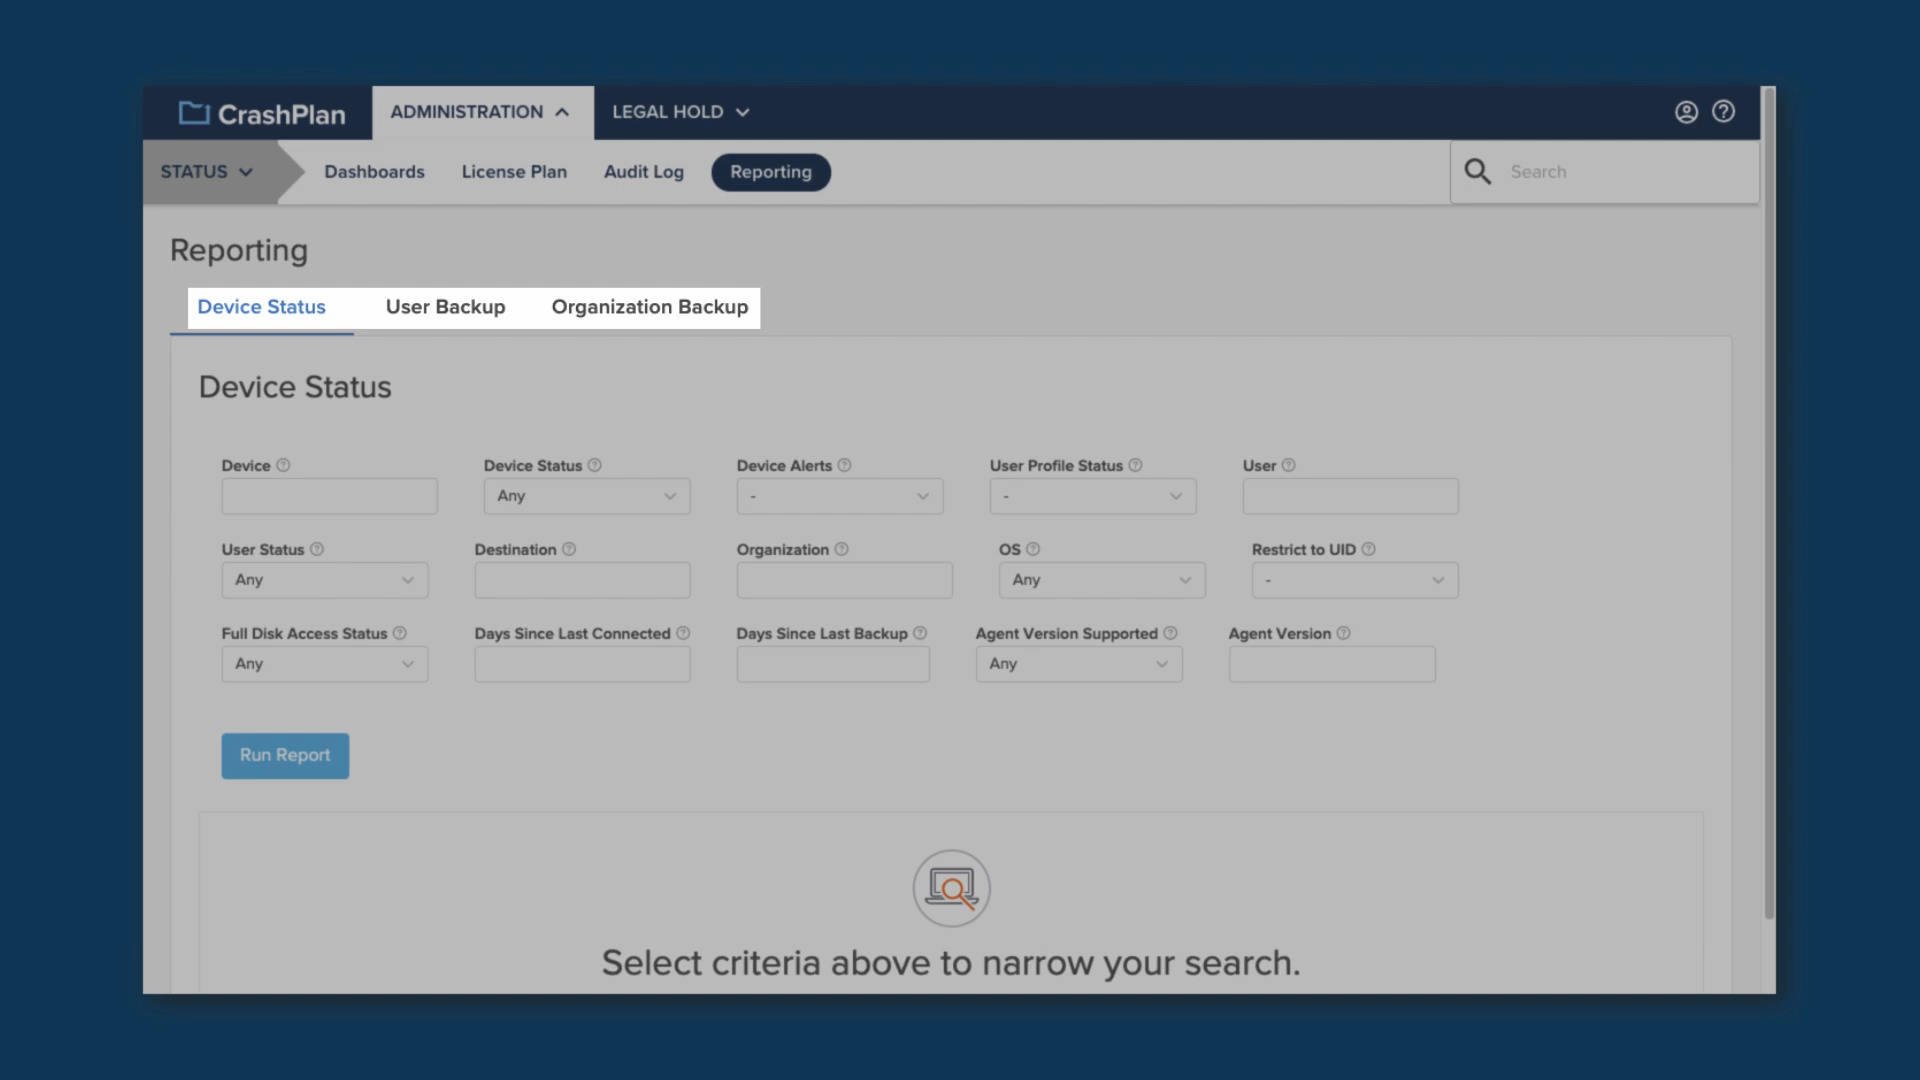 CrashPlan ADMINISTRATION LEGAL HOLD
STATUS Dashboards License Plan Audit Log Reporting Search
Reporting
Device Status User Backup Organization Backup
Device Status
Device Device Status Device Alerts User Profile Status User
Any - -
User Status Destination Organization OS Restrict to UID
Any Any -
Full Disk Access Status Days Since Last Connected Days Since Last Backup Agent Version Supported Agent Version
Any Any
Run Report
Select criteria above to narrow your search.